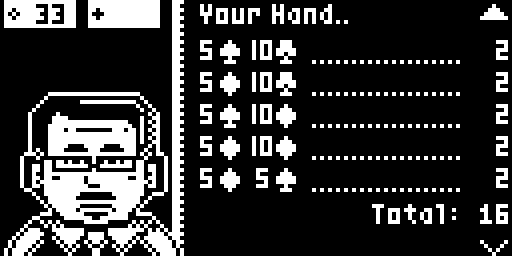 ◇ 33 +
Your Hand..
5♠ 10♣ .................. 2
5♦ 10♣ .................. 2
5♠ 10♦ .................. 2
5♦ 10♦ .................. 2
5♦ 5♠ .................. 2
Total: 16